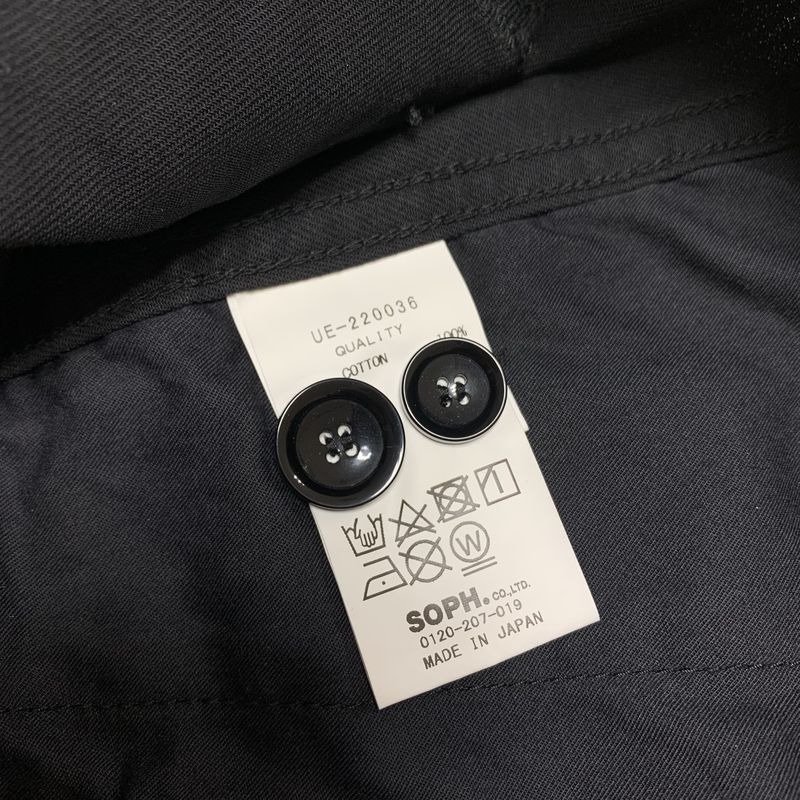 UE-220036
QUALITY
COTTON 100%
W
SOPH. CO.,LTD.
0120-207-019
MADE IN JAPAN